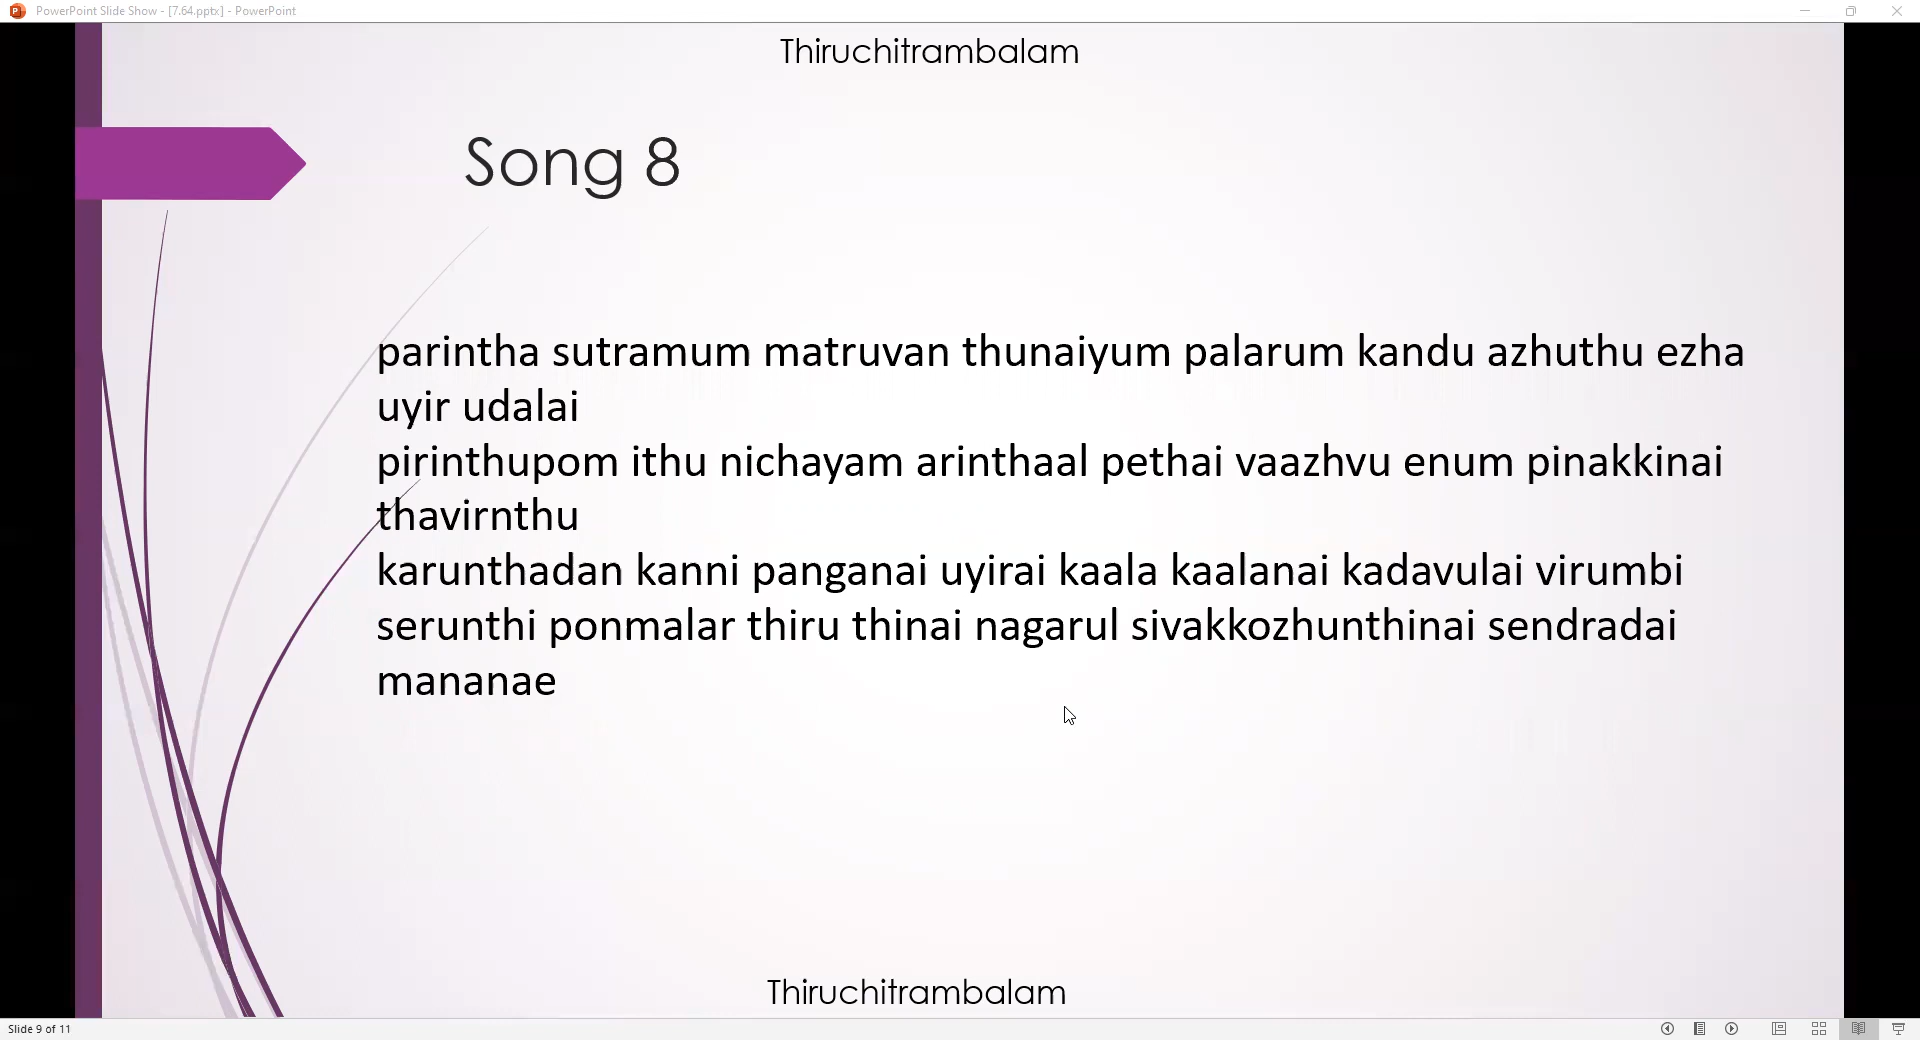 PowerPoint Slide Show - [7.64.pptx] - PowerPoint
Thiruchitrambalam
Song 8
parintha sutramum matruvan thunaiyum palarum kandu azhuthu ezha
uyir udalai
pirinthupom ithu nichayam arinthaal pethai vaazhvu enum pinakkinai
thavirnthu
karunthadan kanni panganai uyirai kaala kaalanai kadavulai virumbi
serunthi ponmalar thiru thinai nagarul sivakkozhunthinai sendradai
mananae
Thiruchitrambalam
Slide 9 of 11